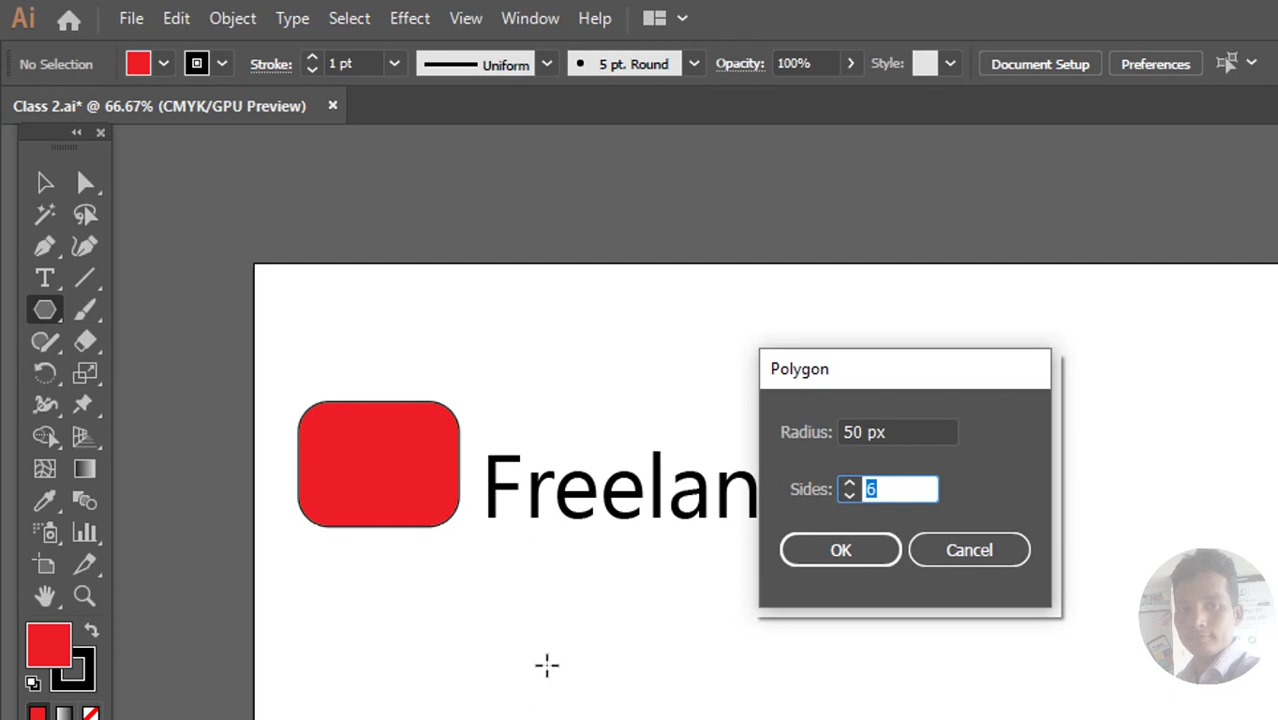 Ai File Edit Object Type Select Effect View Window Help
No Selection Stroke: 1 pt Uniform 5 pt. Round Opacity: 100% Style: Document Setup Preferences
Class 2.ai* @ 66.67% (CMYK/GPU Preview) ×
Polygon
Radius: 50 px
Freelan
Sides: 6
OK Cancel